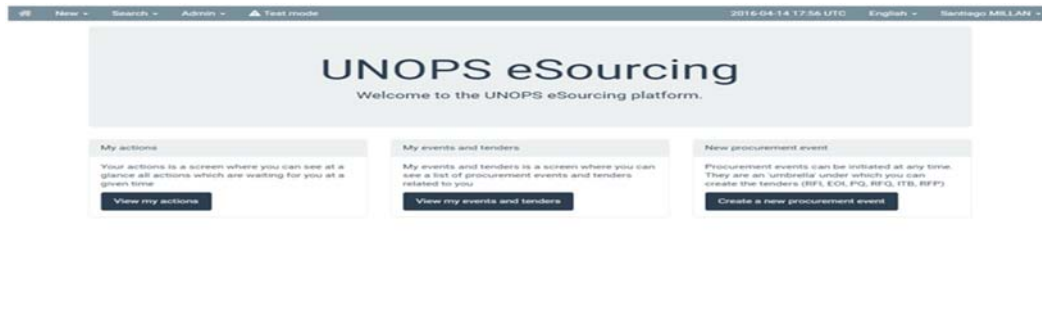 New Search Admin Test mode 2016-04-14 17:56 UTC English Santiago MILLAN
UNOPS eSourcing
Welcome to the UNOPS eSourcing platform.
My actions
Your actions is a screen where you can see at a
glance all actions which are waiting for you at a
given time
View my actions
My events and tenders
My events and tenders is a screen where you can
see a list of procurement events and tenders
related to you
View my events and tenders
New procurement event
Procurement events can be initiated at any time.
They are an 'umbrella' under which you can
create the tenders (RFI, EOI, PQ, RFQ, ITB, RFP)
Create a new procurement event